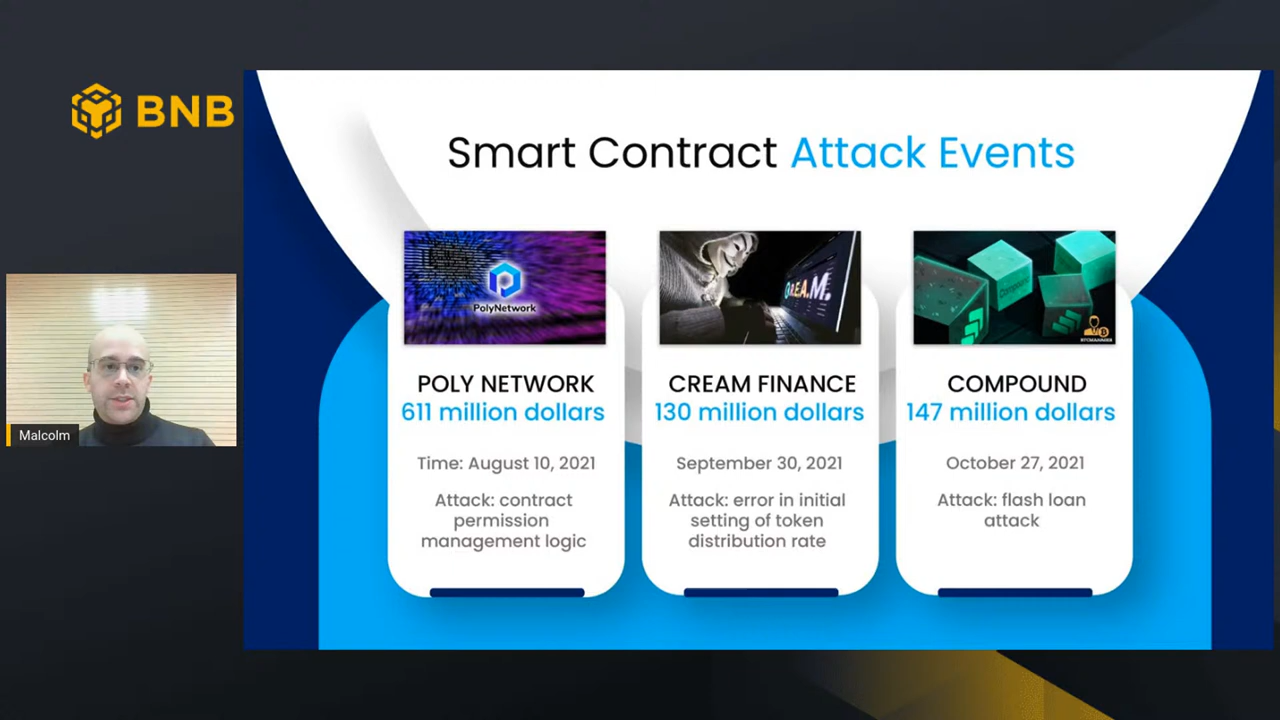 BNB
Smart Contract Attack Events
PolyNetwork
C.R.E.A.M.
Compound
BTCMANAGER
POLY NETWORK
611 million dollars
Time: August 10, 2021
Attack: contract
permission
management logic
CREAM FINANCE
130 million dollars
September 30, 2021
Attack: error in initial
setting of token
distribution rate
COMPOUND
147 million dollars
October 27, 2021
Attack: flash loan
attack
Malcolm